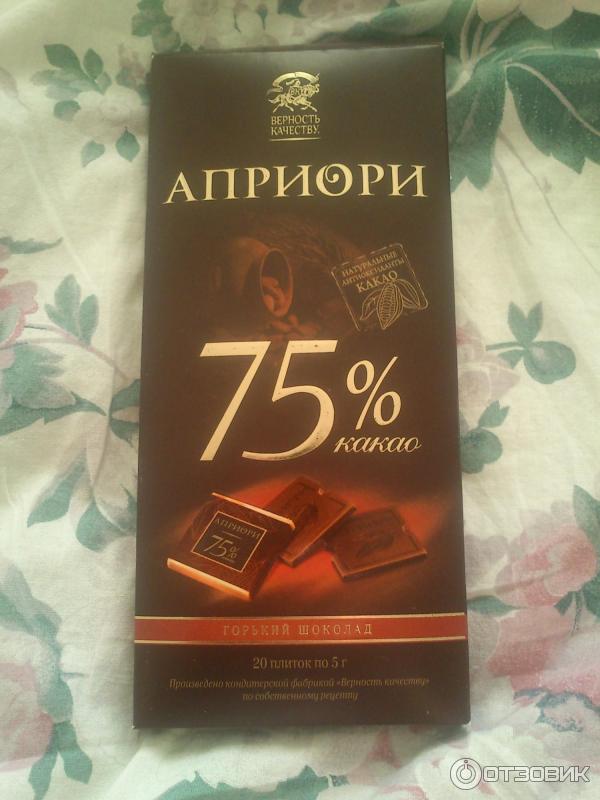 ВЕРНОСТЬ
КАЧЕСТВУ.
АПРИОРИ
НАТУРАЛЬНЫЕ
АНТИОКСИДАНТЫ
КАКАО
75%
какао
АПРИОРИ
75%
ГОРЬКИЙ ШОКОЛАД
20 плиток по 5 г
Произведено кондитерской фабрикой «Верность качеству»
по собственному рецепту
ОТЗОВИК